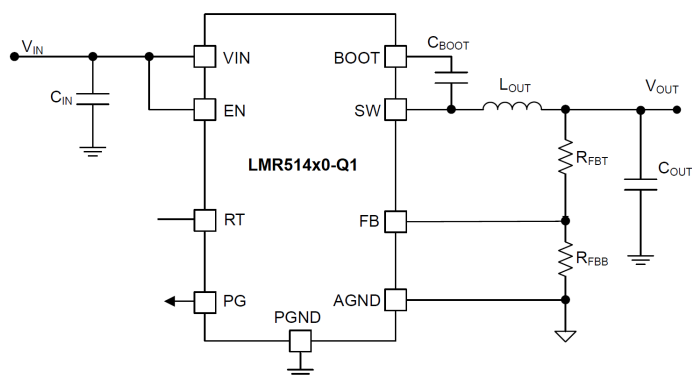 VIN
CIN
VIN
EN
RT
PG
LMR514x0-Q1
PGND
BOOT
SW
FB
AGND
CBOOT
LOUT
VOUT
RFBT
COUT
RFBB